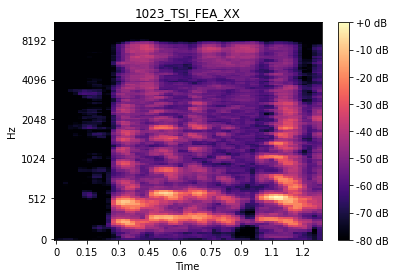 1023_TSI_FEA_XX
+0 dB
8192
-10 dB
4096
-20 dB
-30 dB
2048
Hz
-40 dB
1024
-50 dB
512
-60 dB
-70 dB
0
-80 dB
0 0.15 0.3 0.45 0.6 0.75 0.9 1.1 1.2
Time